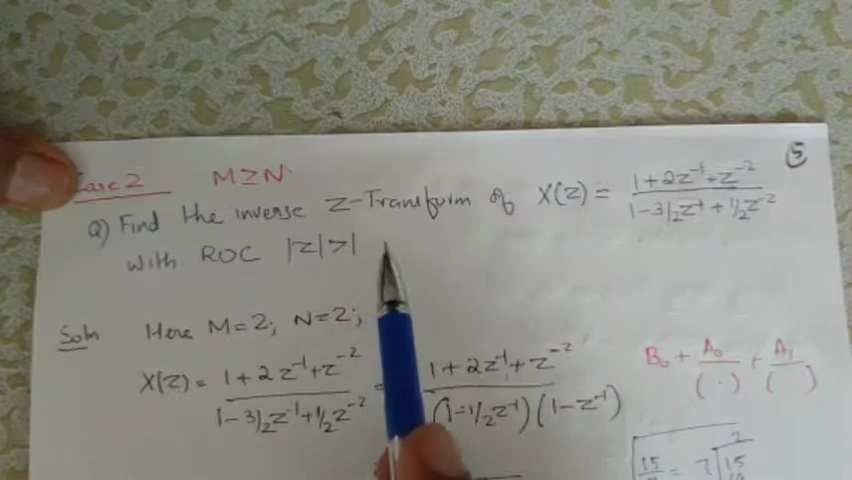 Case 2 M≥N. 5
Q) Find the inverse Z-Transform of X(z) = (1+2z⁻¹+z⁻²)/(1-3/2z⁻¹+1/2z⁻²)
with ROC |z|>1
Soln Here M=2; N=2;
X(z) = (1+2z⁻¹+z⁻²)/(1-3/2z⁻¹+1/2z⁻²) = (1+2z⁻¹+z⁻²)/((1-1/2z⁻¹)(1-z⁻¹))
B₀ + A₀/(·) + A₁/( )